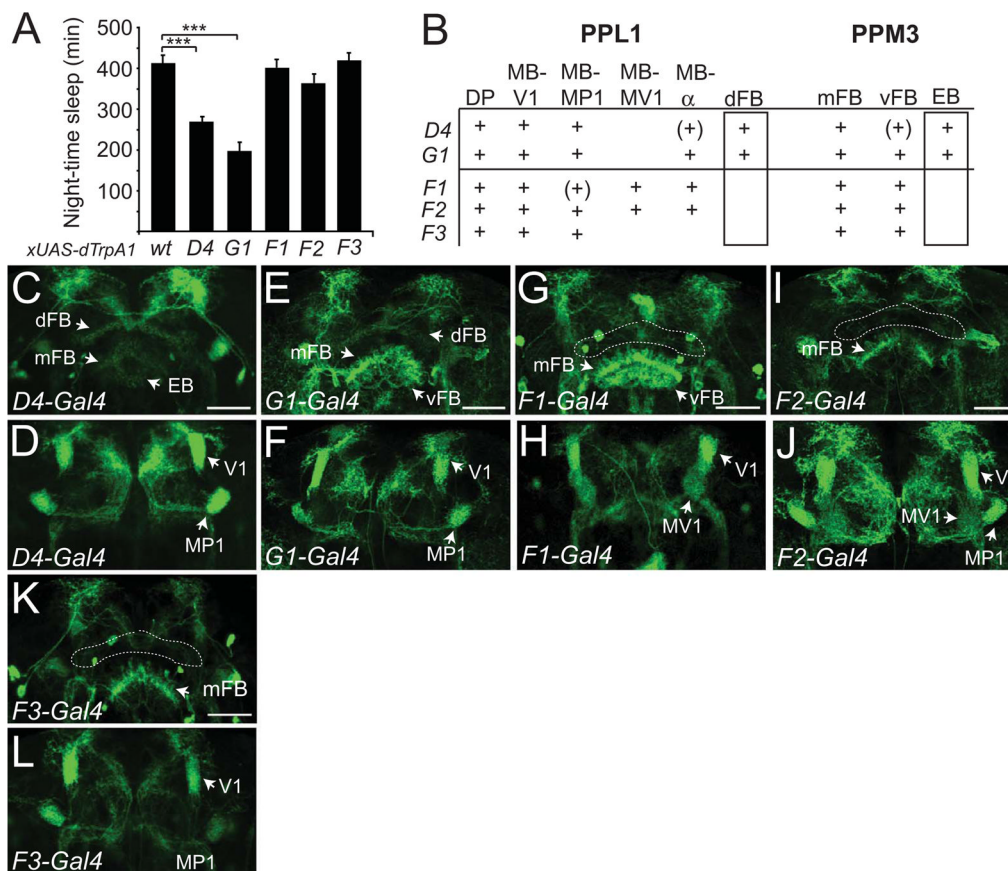 A
Night-time sleep (min)
500
400
300
200
100
***
***
xUAS-dTrpA1 wt D4 G1 F1 F2 F3
B
PPL1 PPM3
DP MB-V1 MB-MP1 MB-MV1 MB-α dFB mFB vFB EB
D4 + + + (+) + + (+) +
G1 + + + + + + + +
F1 + + (+) + + + +
F2 + + + + + + +
F3 + + + + +
C
dFB
mFB
EB
D4-Gal4
E
dFB
mFB
vFB
G1-Gal4
G
mFB
vFB
F1-Gal4
I
mFB
F2-Gal4
D
V1
MP1
D4-Gal4
F
V1
MP1
G1-Gal4
H
V1
MV1
F1-Gal4
J
V
MV1
MP1
F2-Gal4
K
mFB
F3-Gal4
L
V1
MP1
F3-Gal4